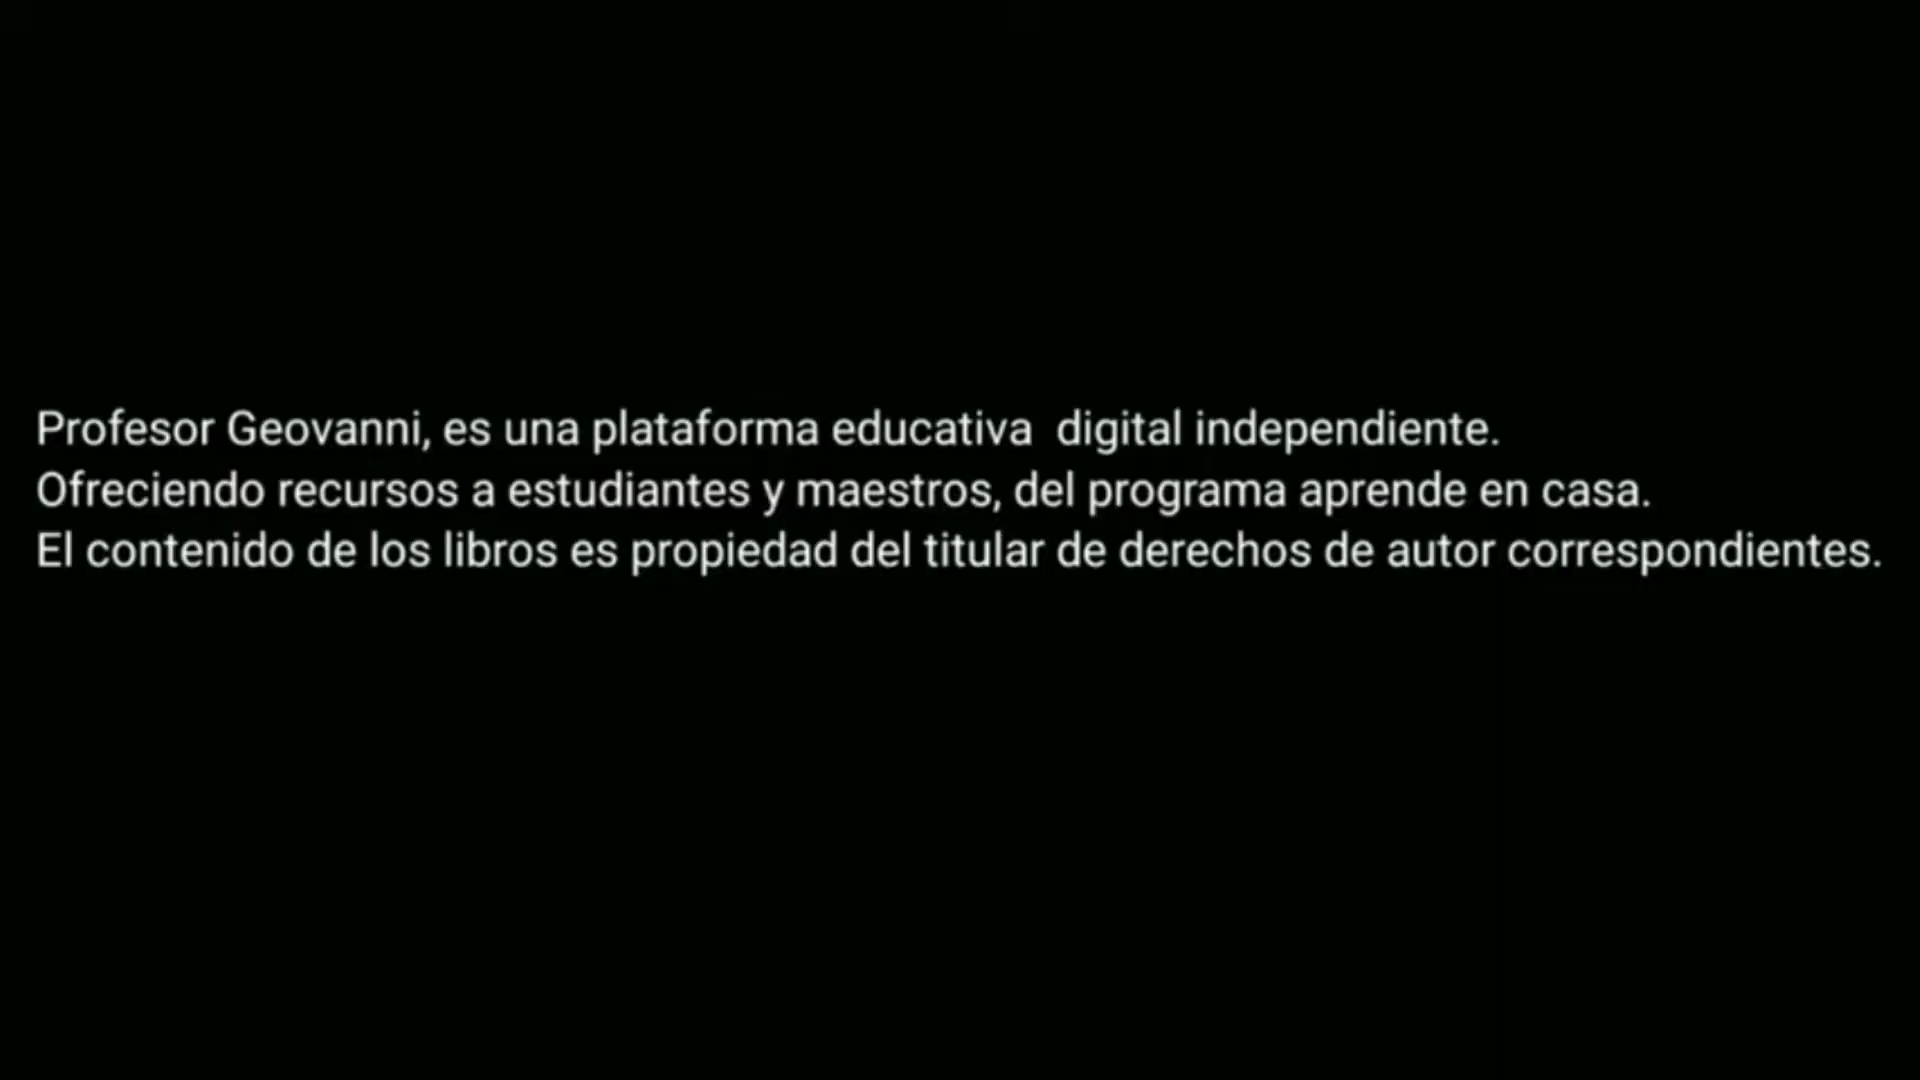 Profesor Geovanni, es una plataforma educativa  digital independiente.
Ofreciendo recursos a estudiantes y maestros, del programa aprende en casa.
El contenido de los libros es propiedad del titular de derechos de autor correspondientes.